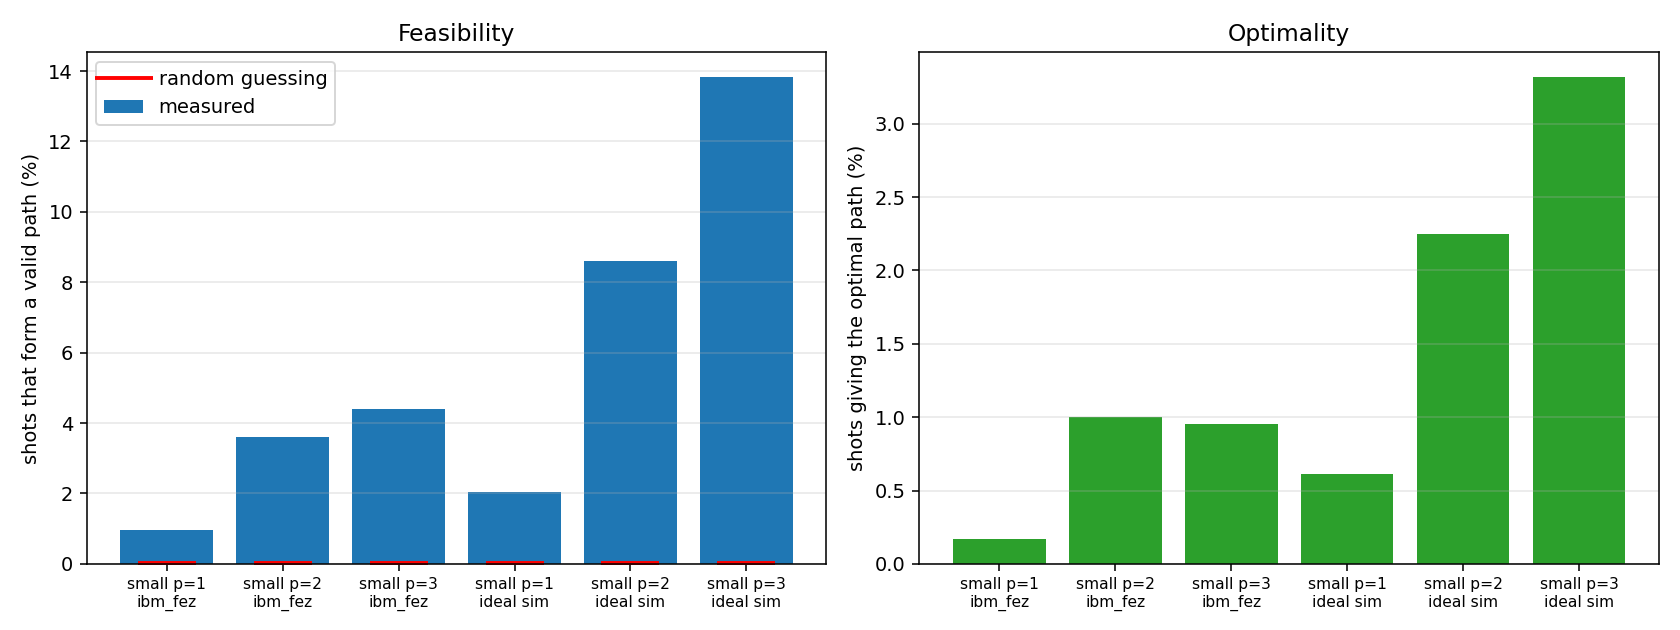 Feasibility
random guessing
measured
shots that form a valid path (%)
14
12
10
8
6
4
2
0
small p=1
ibm_fez
small p=2
ibm_fez
small p=3
ibm_fez
small p=1
ideal sim
small p=2
ideal sim
small p=3
ideal sim
Optimality
shots giving the optimal path (%)
3.0
2.5
2.0
1.5
1.0
0.5
0.0
small p=1
ibm_fez
small p=2
ibm_fez
small p=3
ibm_fez
small p=1
ideal sim
small p=2
ideal sim
small p=3
ideal sim